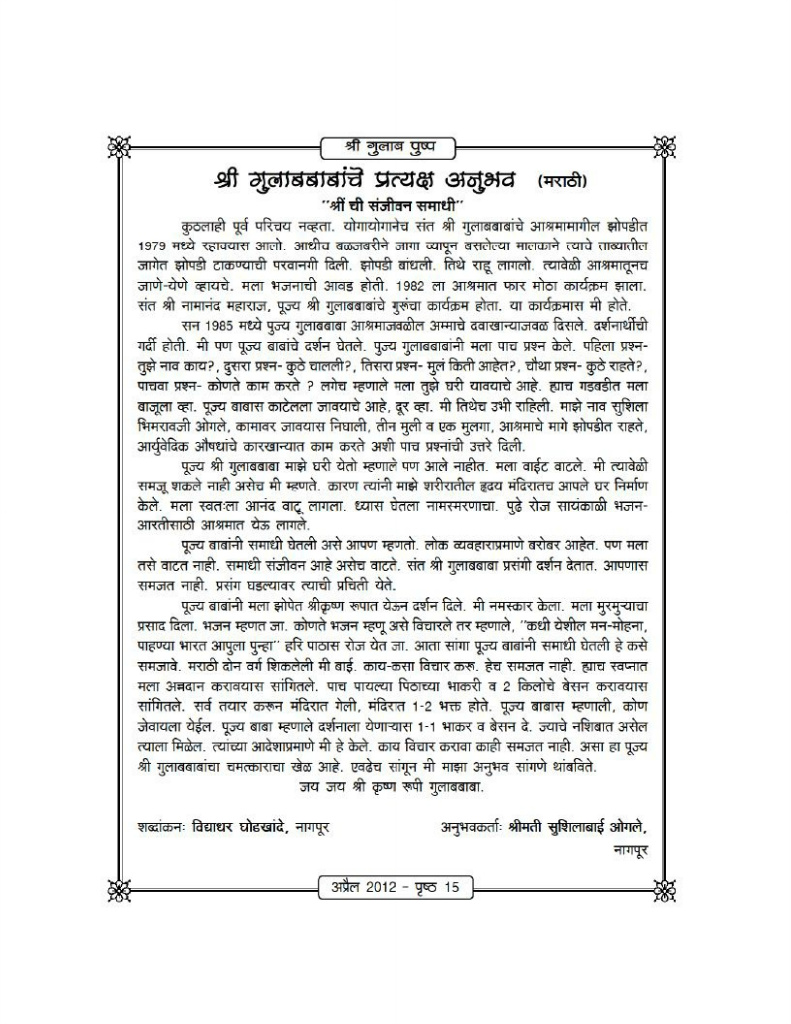 श्री गुलाब पुष्प
श्री गुलाबबाबांचे प्रत्यक्ष अनुभव (मराठी)
"श्रीं ची संजीवन समाधी"
कुठलाही पूर्व परिचय नव्हता. योगायोगानेच संत श्री गुलाबबाबांचे आश्रमामागील झोपडीत
1979 मध्ये रहावयास आलो. आधीच बळजबरीने जागा व्यापून बसलेल्या मालकाने त्याचे ताब्यातील
जागेत झोपडी टाकण्याची परवानगी दिली. झोपडी बांधली. तिथे राहू लागलो. त्यावेळी आश्रमातूनच
जाणे-येणे व्हायचे. मला भजनाची आवड होती. 1982 ला आश्रमात फार मोठा कार्यक्रम झाला.
संत श्री नामानंद महाराज, पूज्य श्री गुलाबबाबांचे गुरूंचा कार्यक्रम होता. या कार्यक्रमास मी होते.
सन 1985 मध्ये पुज्य गुलाबबाबा आश्रमाजवळील अम्माचे दवाखान्याजवळ दिसले. दर्शनार्थीची
गर्दी होती. मी पण पूज्य बाबांचे दर्शन घेतले. पुज्य गुलाबबाबांनी मला पाच प्रश्न केले. पहिला प्रश्न-
तुझे नाव काय?, दुसरा प्रश्न- कुठे चालली?, तिसरा प्रश्न- मुलं किती आहेत?, चौथा प्रश्न- कुठे राहते?,
पाचवा प्रश्न- कोणते काम करते ? लगेच म्हणाले मला तुझे घरी यावयाचे आहे. ह्याच गडबडीत मला
बाजूला व्हा. पूज्य बाबास काटेलला जावयाचे आहे, दूर व्हा. मी तिथेच उभी राहिली. माझे नाव सुशिला
भिमरावजी ओगले, कामावर जावयास निघाली, तीन मुली व एक मुलगा, आश्रमाचे मागे झोपडीत राहते,
आर्युवेदिक औषधांचे कारखान्यात काम करते अशी पाच प्रश्नांची उत्तरे दिली.
पूज्य श्री गुलाबबाबा माझे घरी येतो म्हणाले पण आले नाहीत. मला वाईट वाटले. मी त्यावेळी
समजू शकले नाही असेच मी म्हणते. कारण त्यांनी माझे शरीरातील हृदय मंदिरातच आपले घर निर्माण
केले. मला स्वतःला आनंद वाटू लागला. ध्यास घेतला नामस्मरणाचा. पुढे रोज सायंकाळी भजन-
आरतीसाठी आश्रमात येऊ लागले.
पूज्य बाबांनी समाधी घेतली असे आपण म्हणतो. लोक व्यवहाराप्रमाणे बरोबर आहेत. पण मला
तसे वाटत नाही. समाधी संजीवन आहे असेच वाटते. संत श्री गुलाबबाबा प्रसंगी दर्शन देतात. आपणास
समजत नाही. प्रसंग घडल्यावर त्याची प्रचिती येते.
पूज्य बाबांनी मला झोपेत श्रीकृष्ण रूपात येऊन दर्शन दिले. मी नमस्कार केला. मला मुरमुऱ्याचा
प्रसाद दिला. भजन म्हणत जा. कोणते भजन म्हणू असे विचारले तर म्हणाले, "कधी येशील मन-मोहना,
पाहण्या भारत आपुला पुन्हा" हरि पाठास रोज येत जा. आता सांगा पूज्य बाबांनी समाधी घेतली हे कसे
समजावे. मराठी दोन वर्ग शिकलेली मी बाई. काय-कसा विचार करू. हेच समजत नाही. ह्याच स्वप्नात
मला अन्नदान करावयास सांगितले. पाच पायल्या पिठाच्या भाकरी व 2 किलोचे बेसन करावयास
सांगितले. सर्व तयार करून मंदिरात गेली, मंदिरात 1-2 भक्त होते. पूज्य बाबास म्हणाली, कोण
जेवायला येईल. पूज्य बाबा म्हणाले दर्शनाला येणाऱ्यास 1-1 भाकर व बेसन दे. ज्याचे नशिबात असेल
त्याला मिळेल. त्यांच्या आदेशाप्रमाणे मी हे केले. काय विचार करावा काही समजत नाही. असा हा पूज्य
श्री गुलाबबाबांचा चमत्काराचा खेळ आहे. एवढेच सांगून मी माझा अनुभव सांगणे थांबविते.
जय जय श्री कृष्ण रूपी गुलाबबाबा.
शब्दांकनः विद्याधर घोडखांदे, नागपूर अनुभवकर्ताः श्रीमती सुशिलाबाई ओगले,
नागपूर
अप्रैल 2012 - पृष्ठ 15